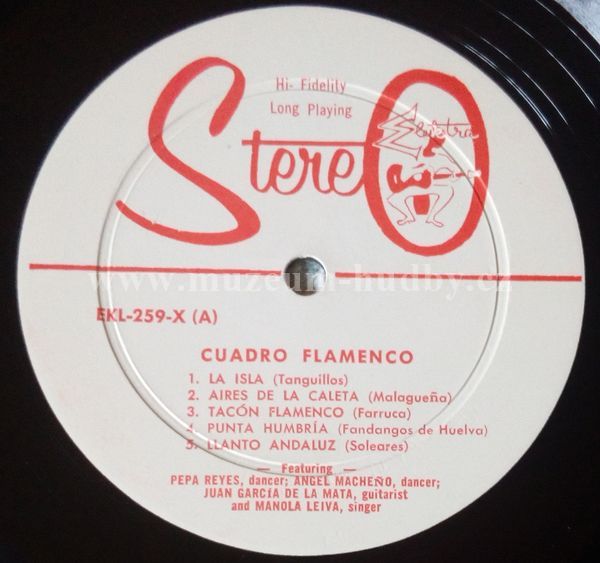 Hi- Fidelity
Long Playing
Stereo
Elektra
www.muzeum-hudby.cz
EKL-259-X (A)
CUADRO FLAMENCO
1. LA ISLA (Tanguillos)
2. AIRES DE LA CALETA (Malagueña)
3. TACÓN FLAMENCO (Farruca)
4. PUNTA HUMBRÍA (Fandangos de Huelva)
5. LLANTO ANDALUZ (Soleares)
— Featuring —
PEPA REYES, dancer; ANGEL MACHEÑO, dancer;
JUAN GARCÍA DE LA MATA, guitarist
and MANOLA LEIVA, singer